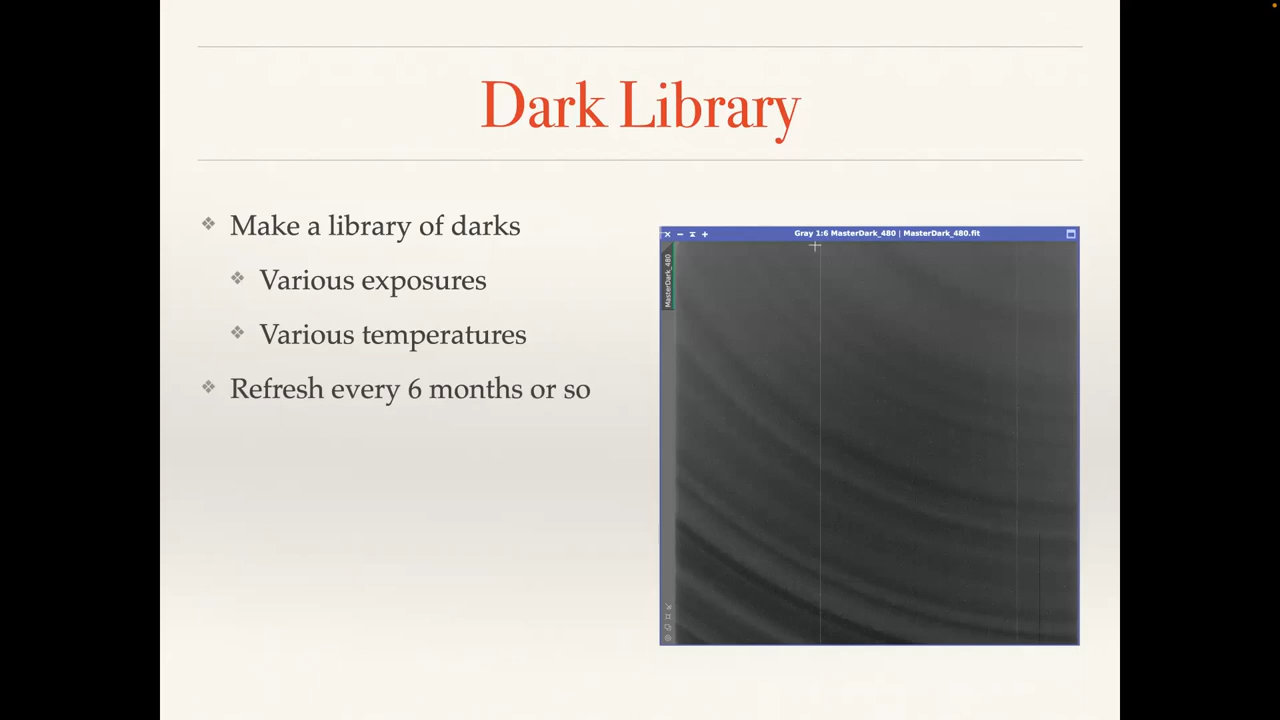 Dark Library
Make a library of darks
Various exposures
Various temperatures
Refresh every 6 months or so
Gray 1:6 MasterDark_480 | MasterDark_480.fit
MasterDark_480